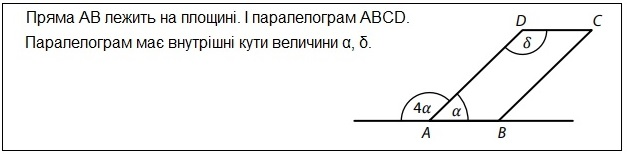 Пряма AB лежить на площині. І паралелограм ABCD.
Паралелограм має внутрішні кути величини α, δ.
D C
δ
4α α
A B